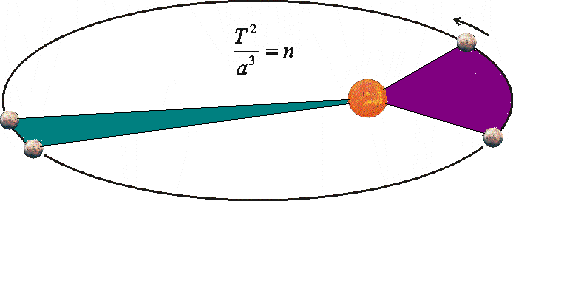 T²/a³ = n